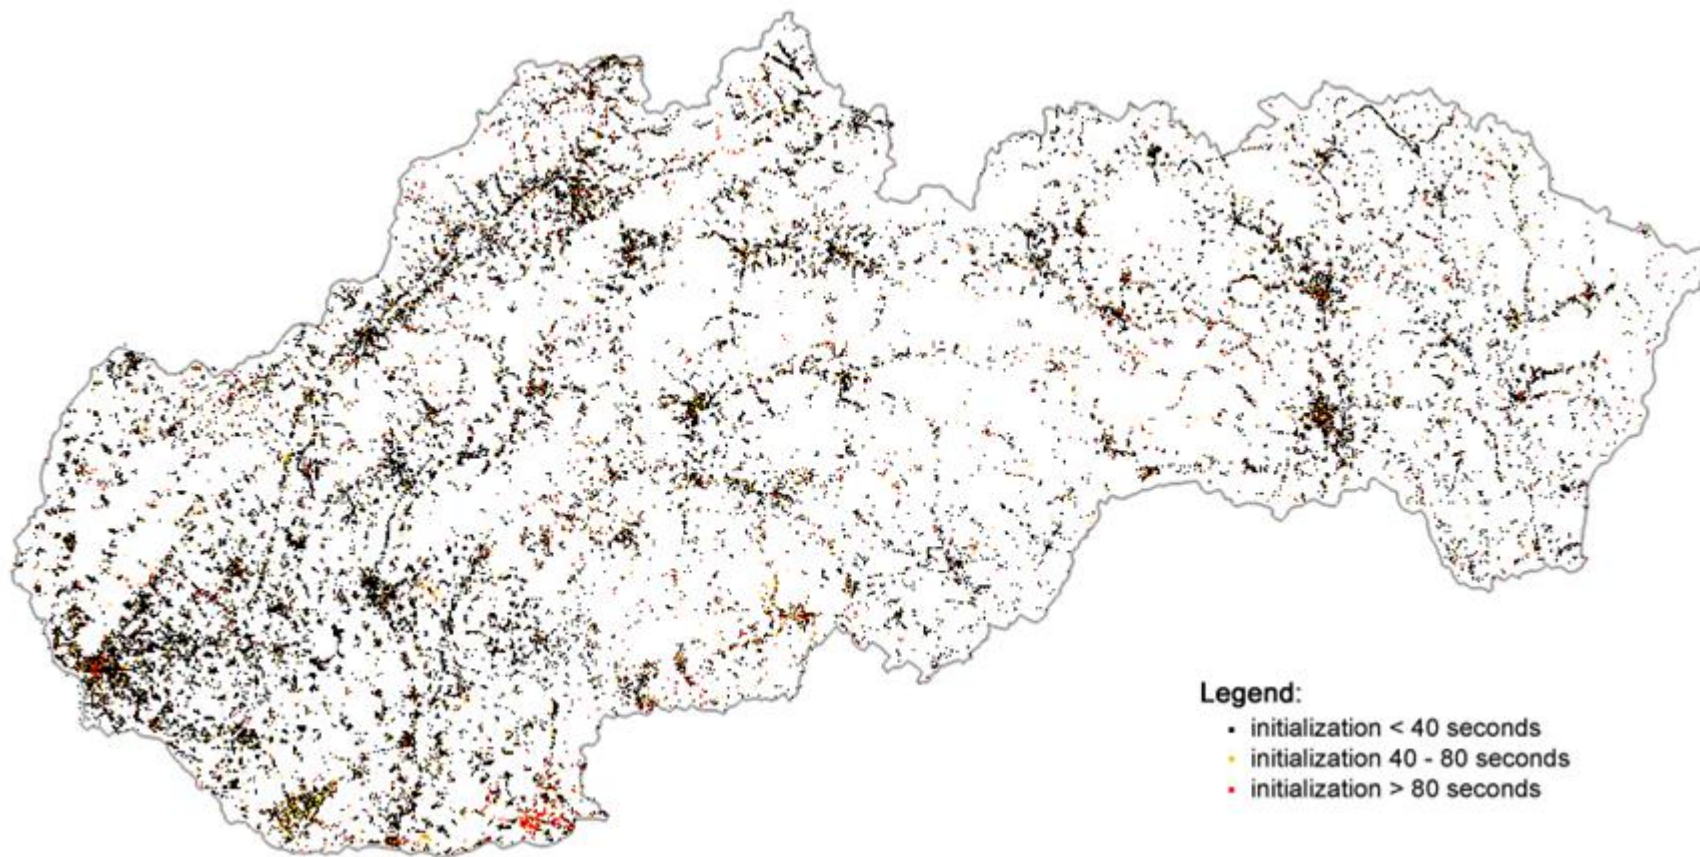 Legend:
initialization < 40 seconds
initialization 40 - 80 seconds
initialization > 80 seconds